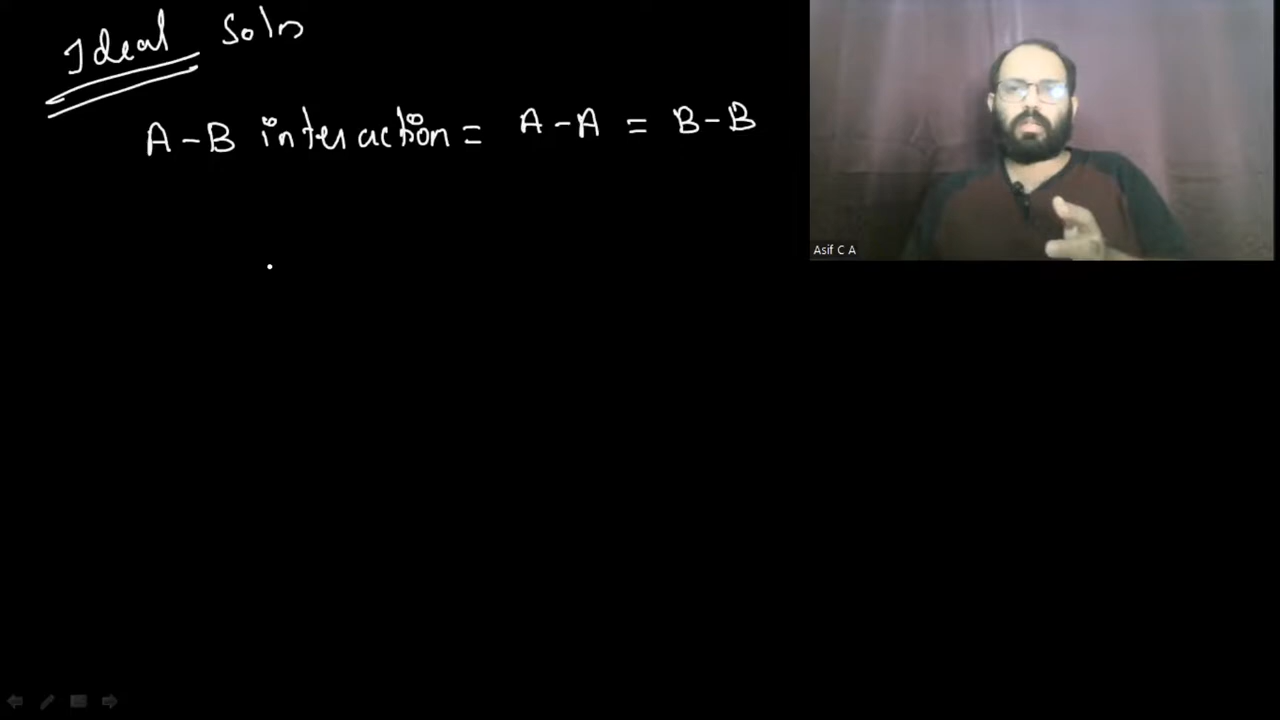 Ideal Soln
A-B interaction = A-A = B-B
Asif C A